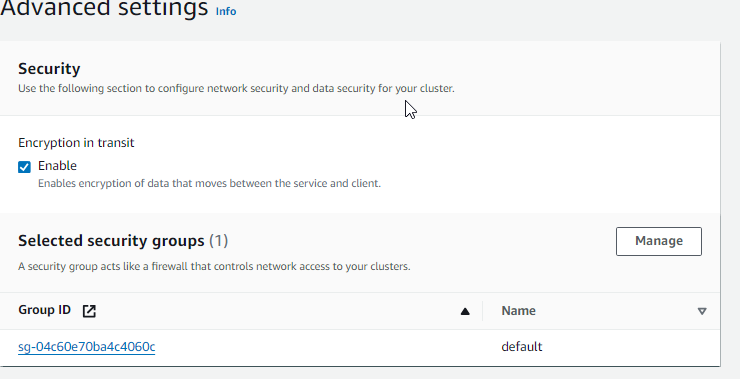 Advanced settings Info
Security
Use the following section to configure network security and data security for your cluster.
Encryption in transit
Enable
Enables encryption of data that moves between the service and client.
Selected security groups (1)
Manage
A security group acts like a firewall that controls network access to your clusters.
Group ID Name
sg-04c60e70ba4c4060c default